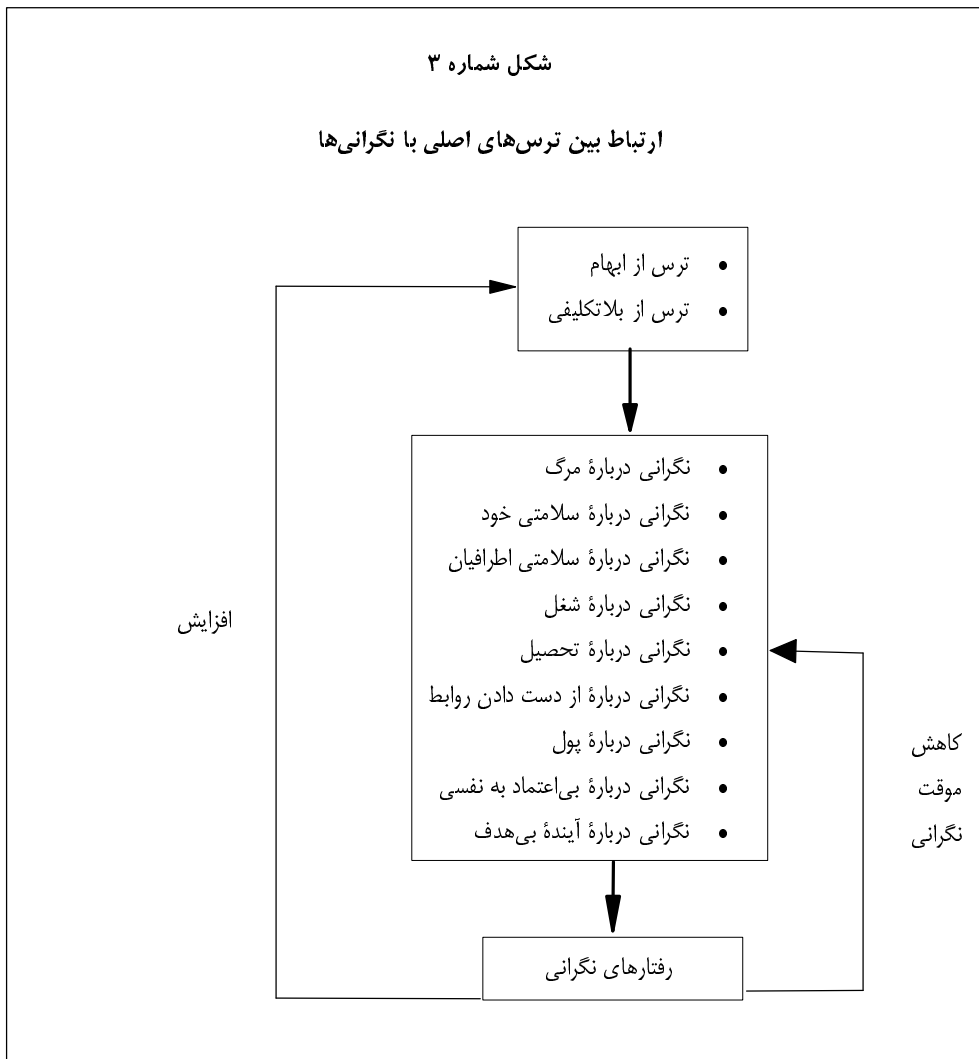 شکل شماره ۳
ارتباط بین ترس‌های اصلی با نگرانی‌ها
• ترس از ابهام
• ترس از بلاتکلیفی
• نگرانی دربارهٔ مرگ
• نگرانی دربارهٔ سلامتی خود
• نگرانی دربارهٔ سلامتی اطرافیان
• نگرانی دربارهٔ شغل
• نگرانی دربارهٔ تحصیل
• نگرانی دربارهٔ از دست دادن روابط
• نگرانی دربارهٔ پول
• نگرانی دربارهٔ بی‌اعتماد به نفسی
• نگرانی دربارهٔ آیندهٔ بی‌هدف
رفتارهای نگرانی
کاهش
موقت
نگرانی
افزایش